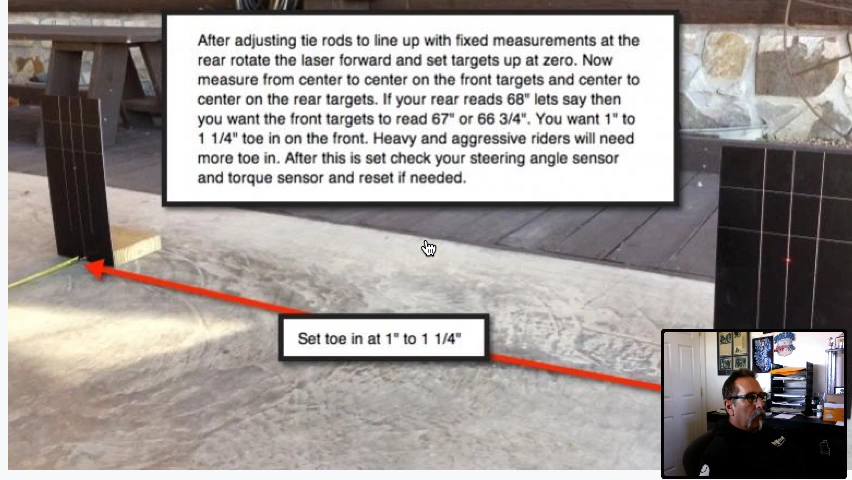 After adjusting tie rods to line up with fixed measurements at the
rear rotate the laser forward and set targets up at zero. Now
measure from center to center on the front targets and center to
center on the rear targets. If your rear reads 68" lets say then
you want the front targets to read 67" or 66 3/4". You want 1" to
1 1/4" toe in on the front. Heavy and aggressive riders will need
more toe in. After this is set check your steering angle sensor
and torque sensor and reset if needed.
Set toe in at 1" to 1 1/4"